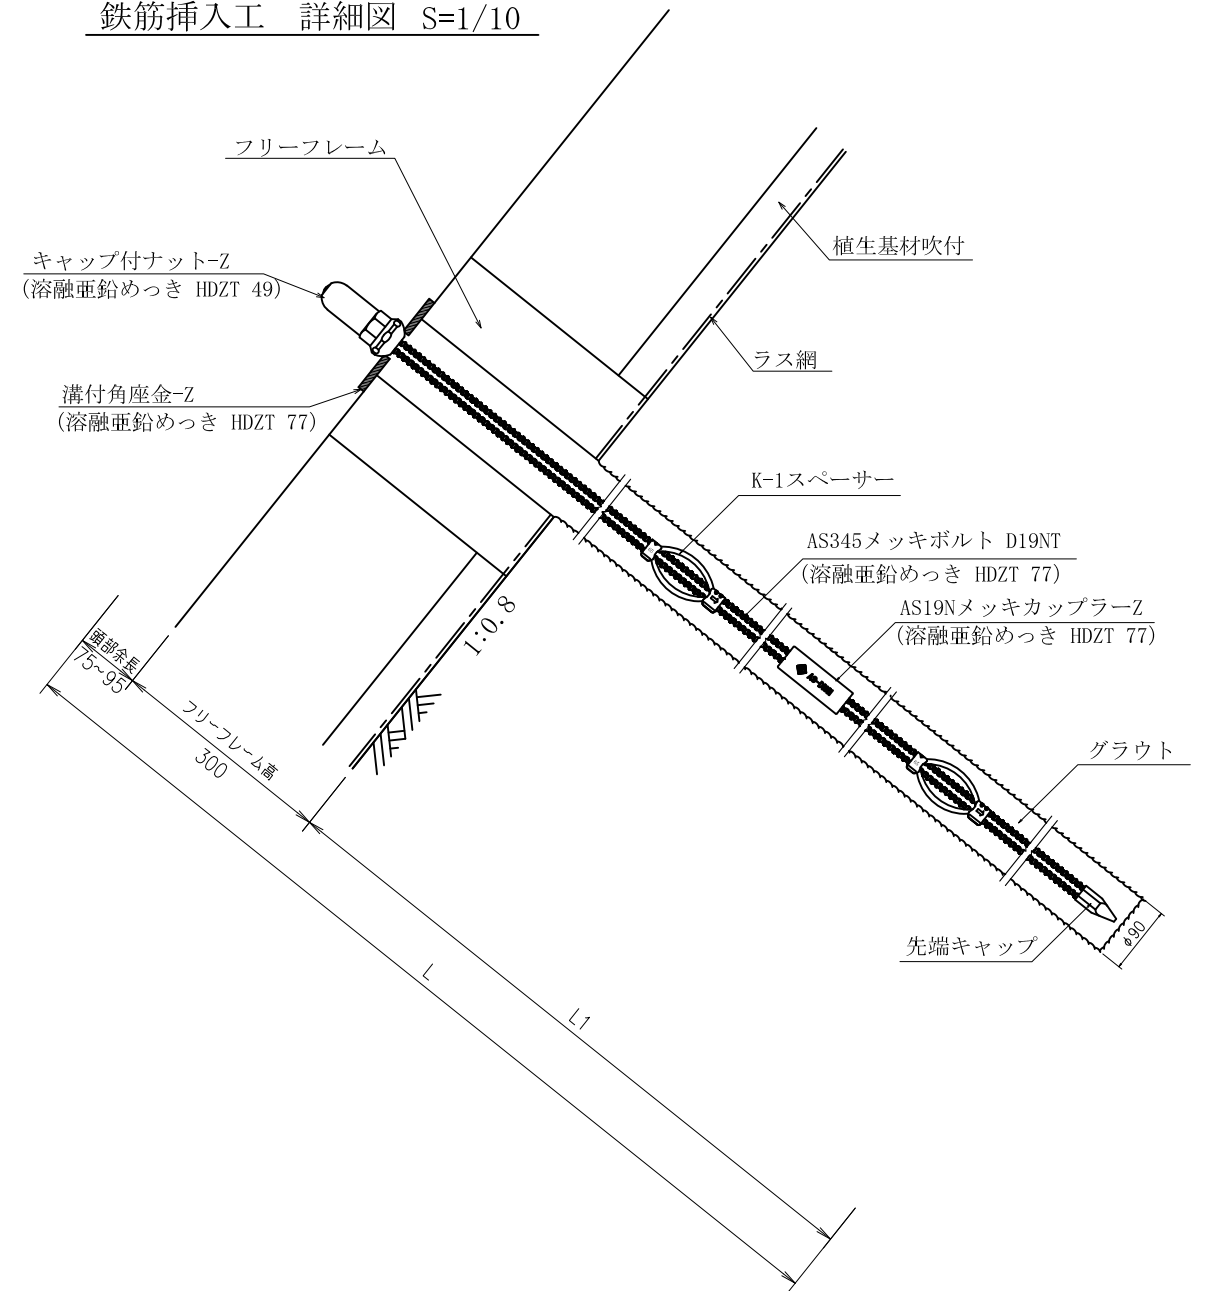 鉄筋挿入工　詳細図 S=1/10
フリーフレーム
植生基材吹付
キャップ付ナット-Z
(溶融亜鉛めっき HDZT 49)
ラス網
溝付角座金-Z
(溶融亜鉛めっき HDZT 77)
K-1スペーサー
AS345メッキボルト D19NT
(溶融亜鉛めっき HDZT 77)
AS19NメッキカップラーZ
(溶融亜鉛めっき HDZT 77)
1:0.8
頭部余長
75~95
フリーフレーム高
300
グラウト
先端キャップ
φ90
L
L1